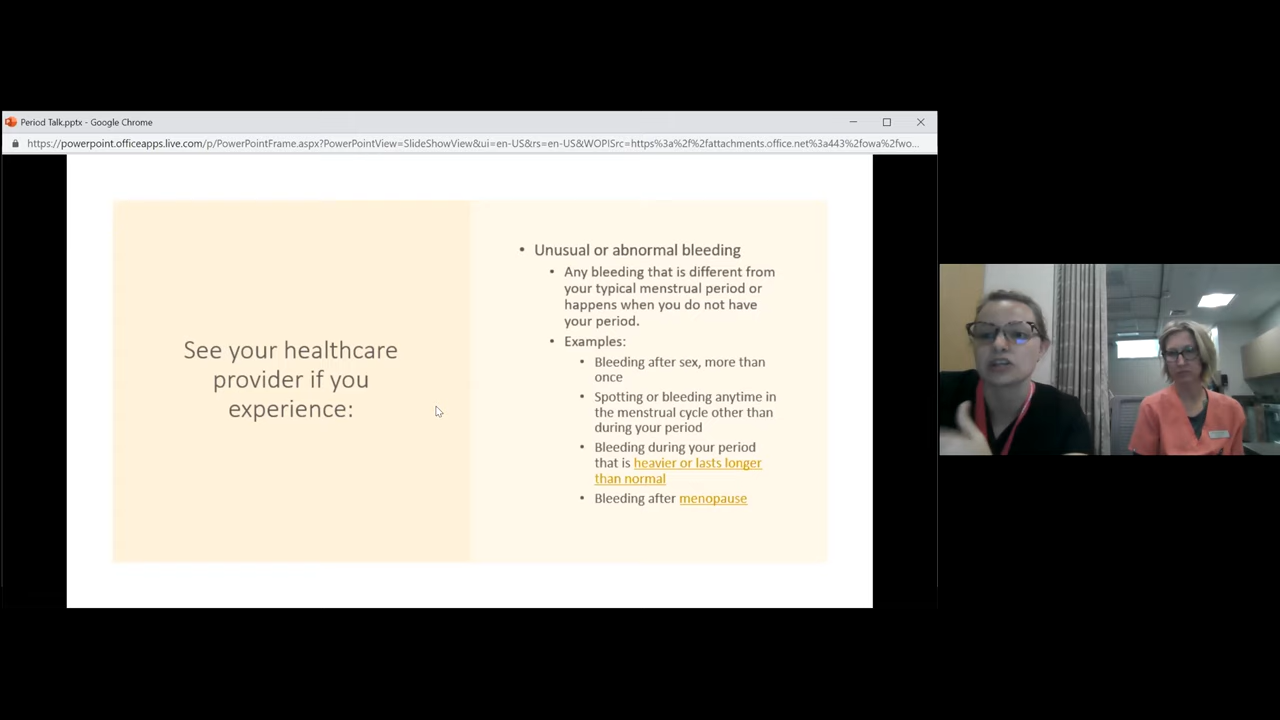 Period Talk.pptx - Google Chrome
https://powerpoint.officeapps.live.com/p/PowerPointFrame.aspx?PowerPointView=SlideShowView&ui=en-US&rs=en-US&WOPISrc=https%3a%2f%2fattachments.office.net%3a443%2fowa%2fwo...
See your healthcare
provider if you
experience:
• Unusual or abnormal bleeding
• Any bleeding that is different from
your typical menstrual period or
happens when you do not have
your period.
• Examples:
• Bleeding after sex, more than
once
• Spotting or bleeding anytime in
the menstrual cycle other than
during your period
• Bleeding during your period
that is heavier or lasts longer
than normal
• Bleeding after menopause